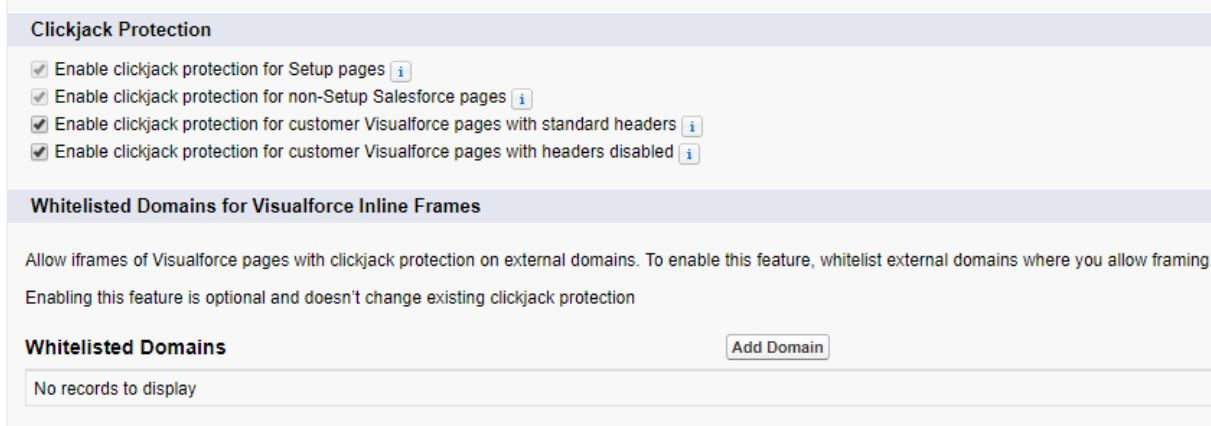 Clickjack Protection
Enable clickjack protection for Setup pages i
Enable clickjack protection for non-Setup Salesforce pages i
Enable clickjack protection for customer Visualforce pages with standard headers i
Enable clickjack protection for customer Visualforce pages with headers disabled i
Whitelisted Domains for Visualforce Inline Frames
Allow iframes of Visualforce pages with clickjack protection on external domains. To enable this feature, whitelist external domains where you allow framing.
Enabling this feature is optional and doesn't change existing clickjack protection
Whitelisted Domains Add Domain
No records to display